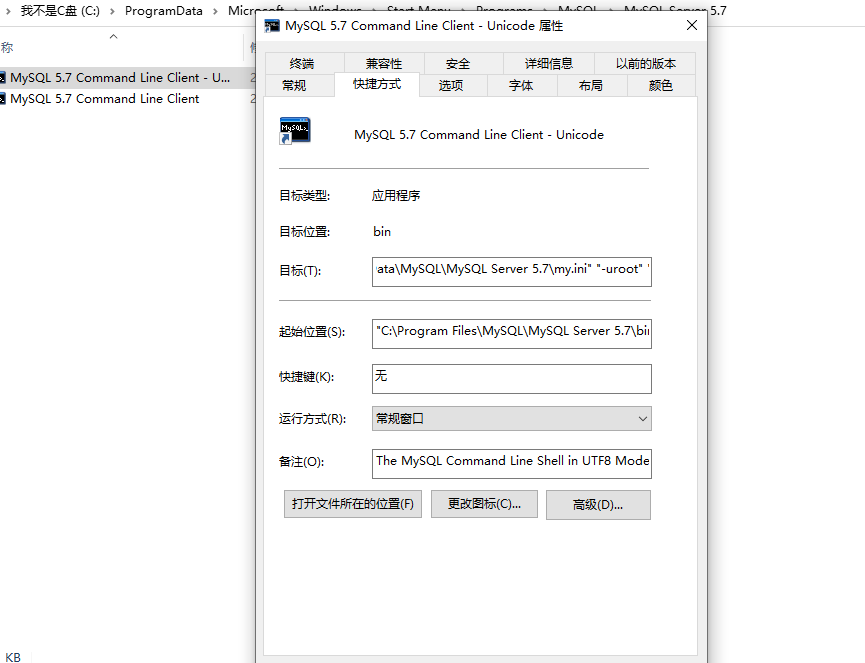 我不是C盘 (C:) › ProgramData › Microsoft › Windows › Start Menu › Programs › MySQL › MySQL Server 5.7
MySQL 5.7 Command Line Client - Unicode 属性
称
MySQL 5.7 Command Line Client - U...
MySQL 5.7 Command Line Client
终端 兼容性 安全 详细信息 以前的版本
常规 快捷方式 选项 字体 布局 颜色
MySQL 5.7 Command Line Client - Unicode
目标类型: 应用程序
目标位置: bin
目标(T): ata\MySQL\MySQL Server 5.7\my.ini" "-uroot" "
起始位置(S): "C:\Program Files\MySQL\MySQL Server 5.7\bin
快捷键(K): 无
运行方式(R): 常规窗口
备注(O): The MySQL Command Line Shell in UTF8 Mode
打开文件所在的位置(F) 更改图标(C)... 高级(D)...
KB